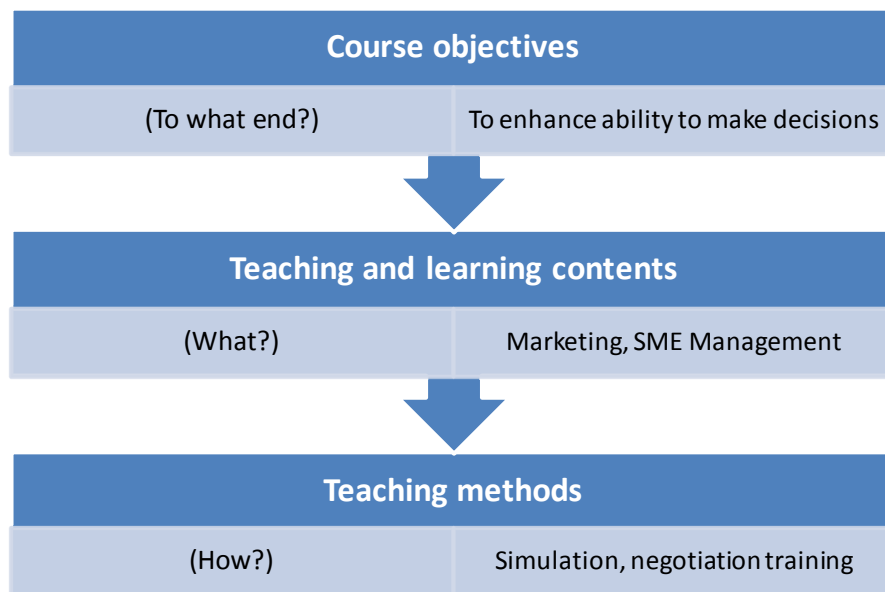 Course objectives
(To what end?)
To enhance ability to make decisions
Teaching and learning contents
(What?)
Marketing, SME Management
Teaching methods
(How?)
Simulation, negotiation training